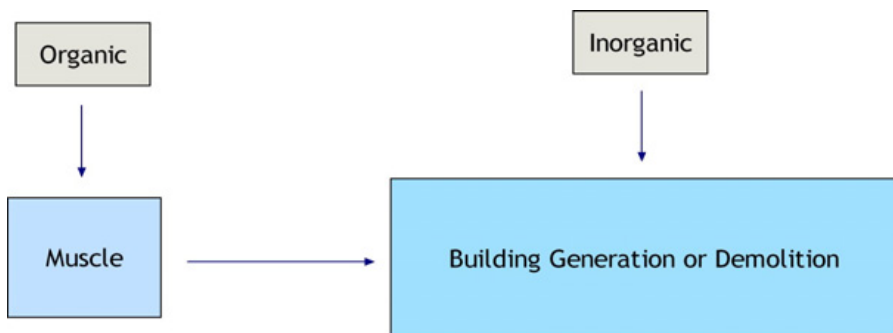 Organic
Inorganic
Muscle
Building Generation or Demolition